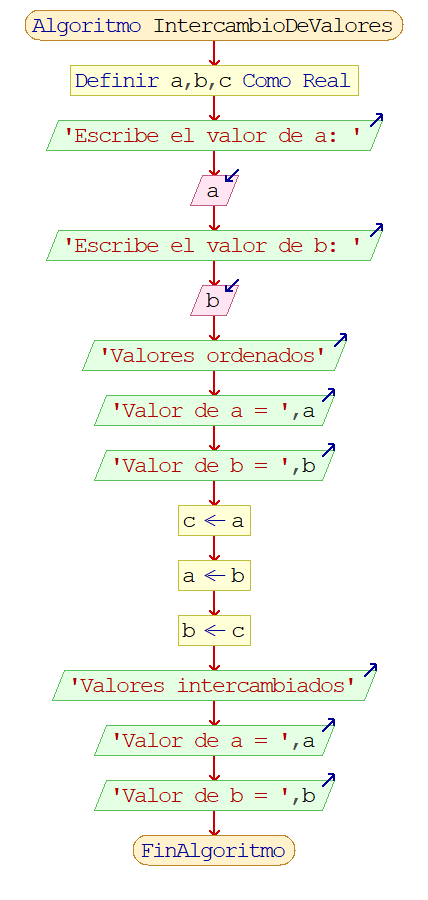 Algoritmo IntercambioDeValores
Definir a,b,c Como Real
'Escribe el valor de a: '
a
'Escribe el valor de b: '
b
'Valores ordenados'
'Valor de a = ',a
'Valor de b = ',b
c ← a
a ← b
b ← c
'Valores intercambiados'
'Valor de a = ',a
'Valor de b = ',b
FinAlgoritmo